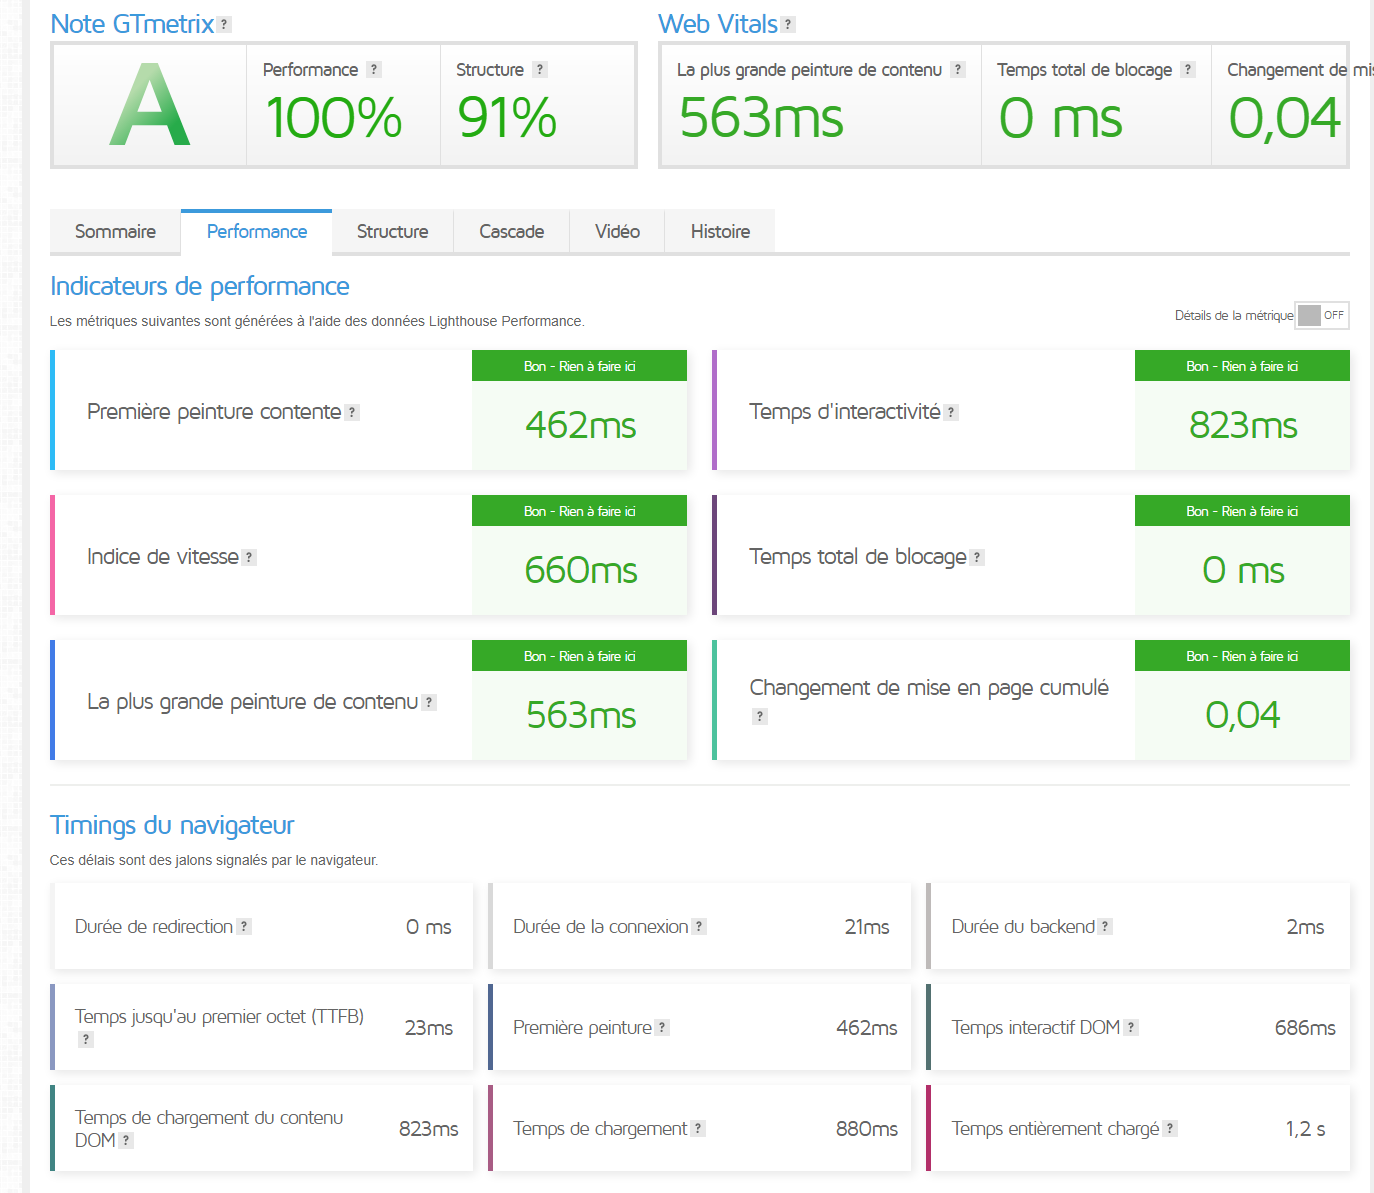 Note GTmetrix ?
Web Vitals ?
A
Performance ?
100%
Structure ?
91%
La plus grande peinture de contenu ?
563ms
Temps total de blocage ?
0 ms
Changement de mis
0,04
Sommaire
Performance
Structure
Cascade
Vidéo
Histoire
Indicateurs de performance
Les métriques suivantes sont générées à l'aide des données Lighthouse Performance.
Détails de la métrique OFF
Première peinture contente ?
Bon - Rien à faire ici
462ms
Temps d'interactivité ?
Bon - Rien à faire ici
823ms
Indice de vitesse ?
Bon - Rien à faire ici
660ms
Temps total de blocage ?
Bon - Rien à faire ici
0 ms
La plus grande peinture de contenu ?
Bon - Rien à faire ici
563ms
Changement de mise en page cumulé
?
Bon - Rien à faire ici
0,04
Timings du navigateur
Ces délais sont des jalons signalés par le navigateur.
Durée de redirection ?
0 ms
Durée de la connexion ?
21ms
Durée du backend ?
2ms
Temps jusqu'au premier octet (TTFB)
?
23ms
Première peinture ?
462ms
Temps interactif DOM ?
686ms
Temps de chargement du contenu
DOM ?
823ms
Temps de chargement ?
880ms
Temps entièrement chargé ?
1,2 s